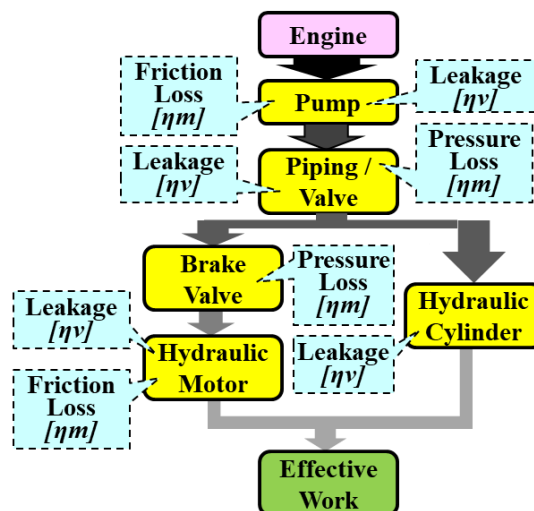 Engine
Friction
Loss
[ηm]
Leakage
[ηv]
Pump
Leakage
[ηv]
Piping /
Valve
Pressure
Loss
[ηm]
Brake
Valve
Pressure
Loss
[ηm]
Hydraulic
Cylinder
Leakage
[ηv]
Hydraulic
Motor
Leakage
[ηv]
Friction
Loss
[ηm]
Effective
Work